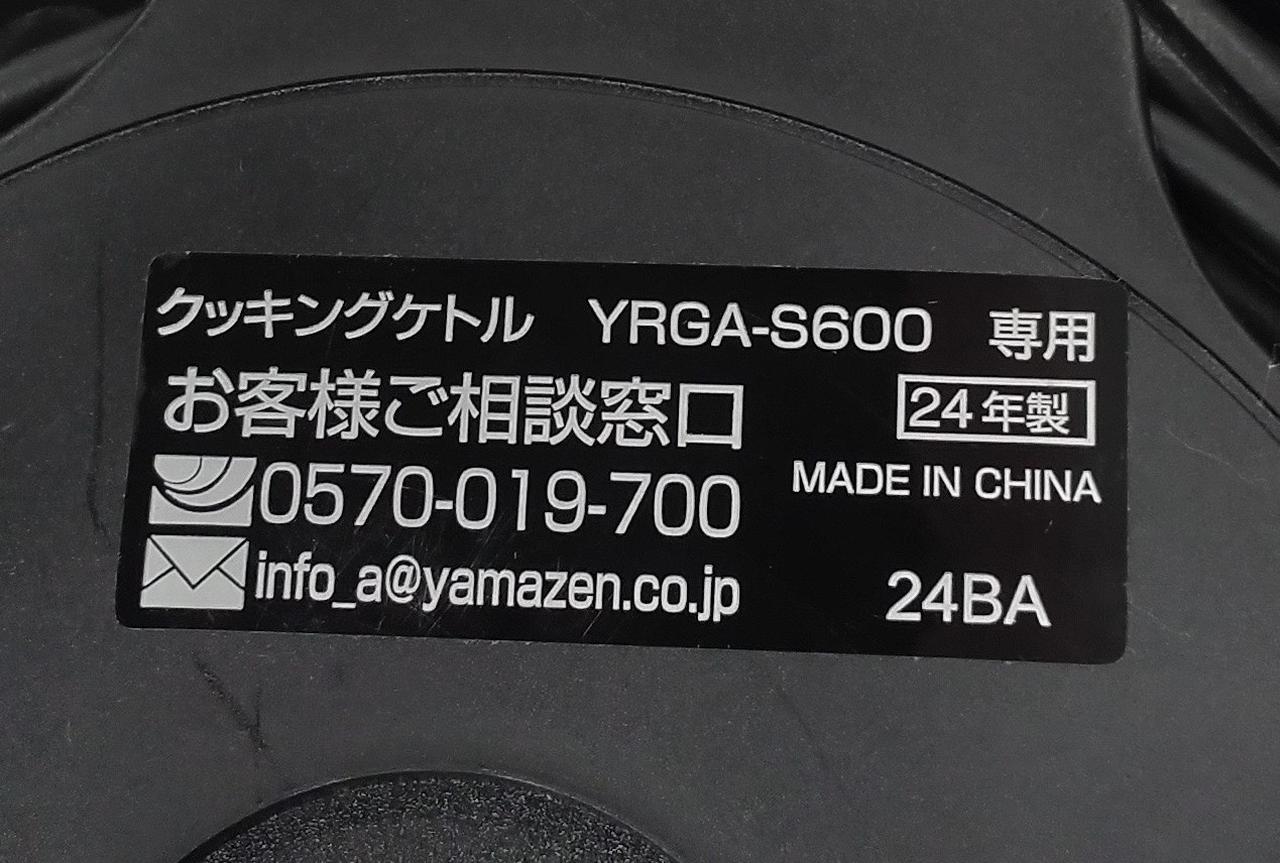 クッキングケトル YRGA-S600 専用
お客様ご相談窓口 24年製
0570-019-700 MADE IN CHINA
info_a@yamazen.co.jp 24BA